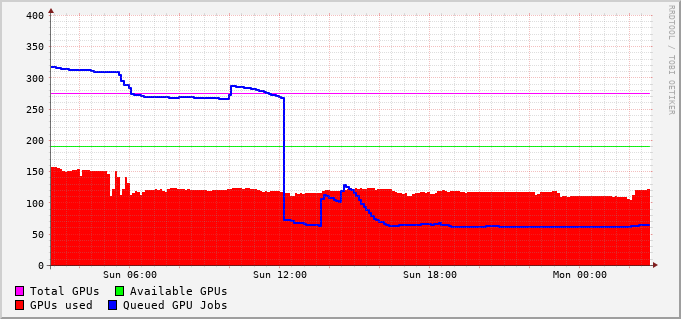 400
350
300
250
200
150
100
50
0
Sun 06:00 Sun 12:00 Sun 18:00 Mon 00:00
Total GPUs Available GPUs
GPUs used Queued GPU Jobs
RRDTOOL / TOBI OETIKER